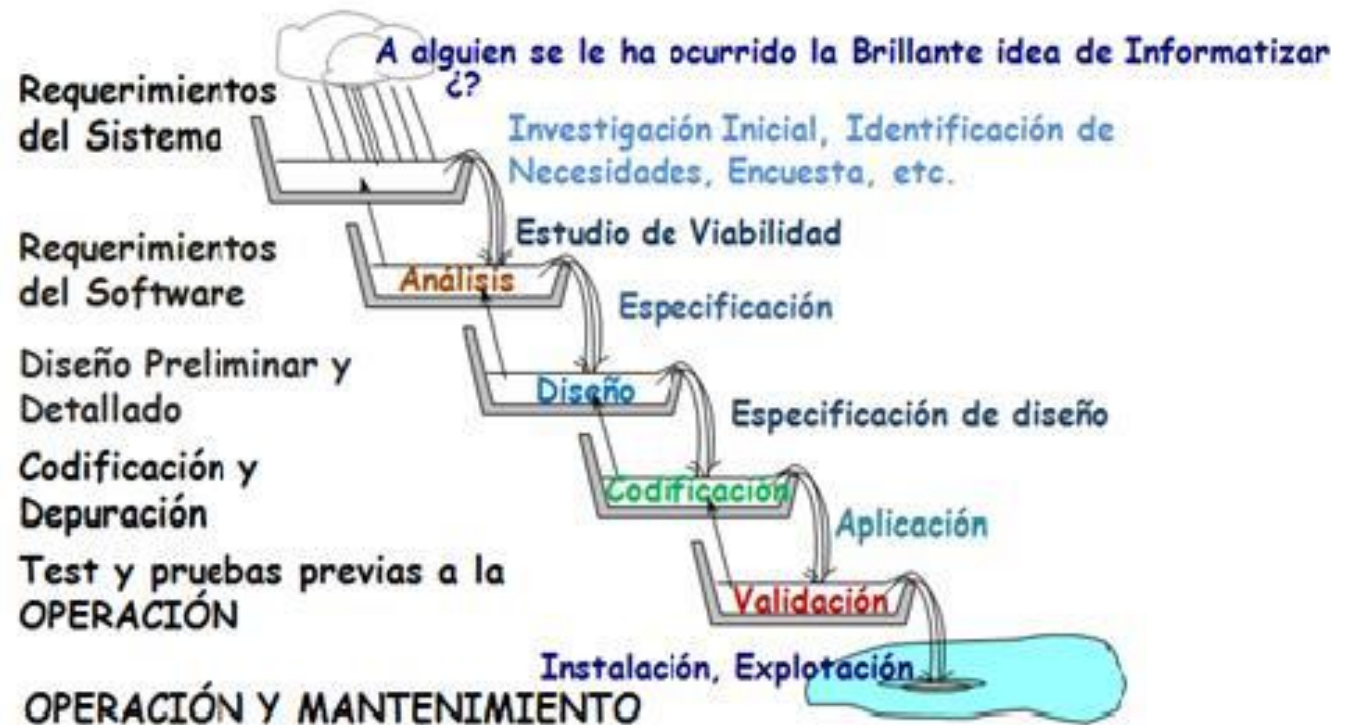 A alguien se le ha ocurrido la Brillante idea de Informatizar
¿?
Requerimientos
del Sistema
Investigación Inicial, Identificación de
Necesidades, Encuesta, etc.
Estudio de Viabilidad
Requerimientos
del Software
Análisis
Especificación
Diseño Preliminar y
Detallado
Diseño
Especificación de diseño
Codificación y
Depuración
Codificación
Aplicación
Test y pruebas previas a la
OPERACIÓN
Validación
Instalación, Explotación
OPERACIÓN Y MANTENIMIENTO